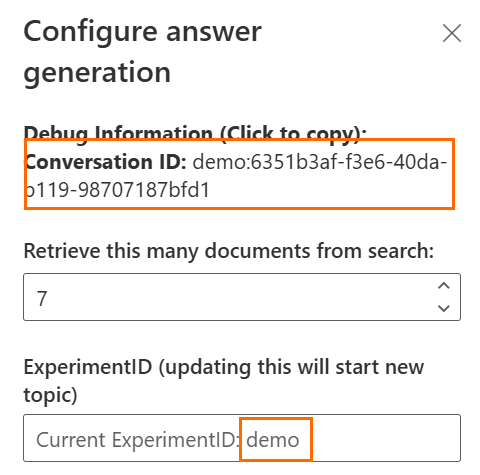 Configure answer
generation
Debug Information (Click to copy):
Conversation ID: demo:6351b3af-f3e6-40da-
b119-98707187bfd1
Retrieve this many documents from search:
7
ExperimentID (updating this will start new
topic)
Current ExperimentID: demo